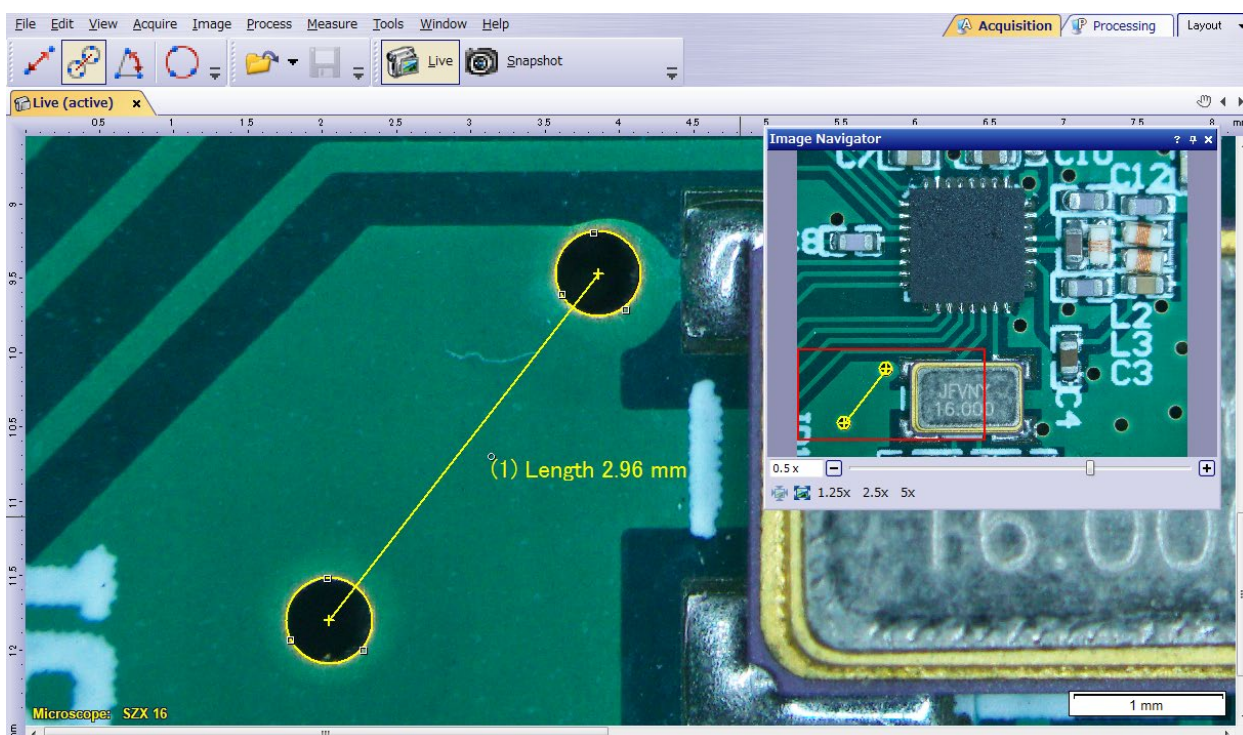 File Edit View Acquire Image Process Measure Tools Window Help
Acquisition Processing Layout
Live Snapshot
Live (active)
0.5 1 1.5 2 2.5 3 3.5 4 4.5 5 5.5 6 6.5 7 7.5 8
Image Navigator
C7 C10
C12
JFVNY
16.000
L2
L3
C3
C4
0.5 x
1.25x 2.5x 5x
9
9.5
10
10.5
11
11.5
12
(1) Length 2.96 mm
16.00
Microscope: SZX 16
1 mm